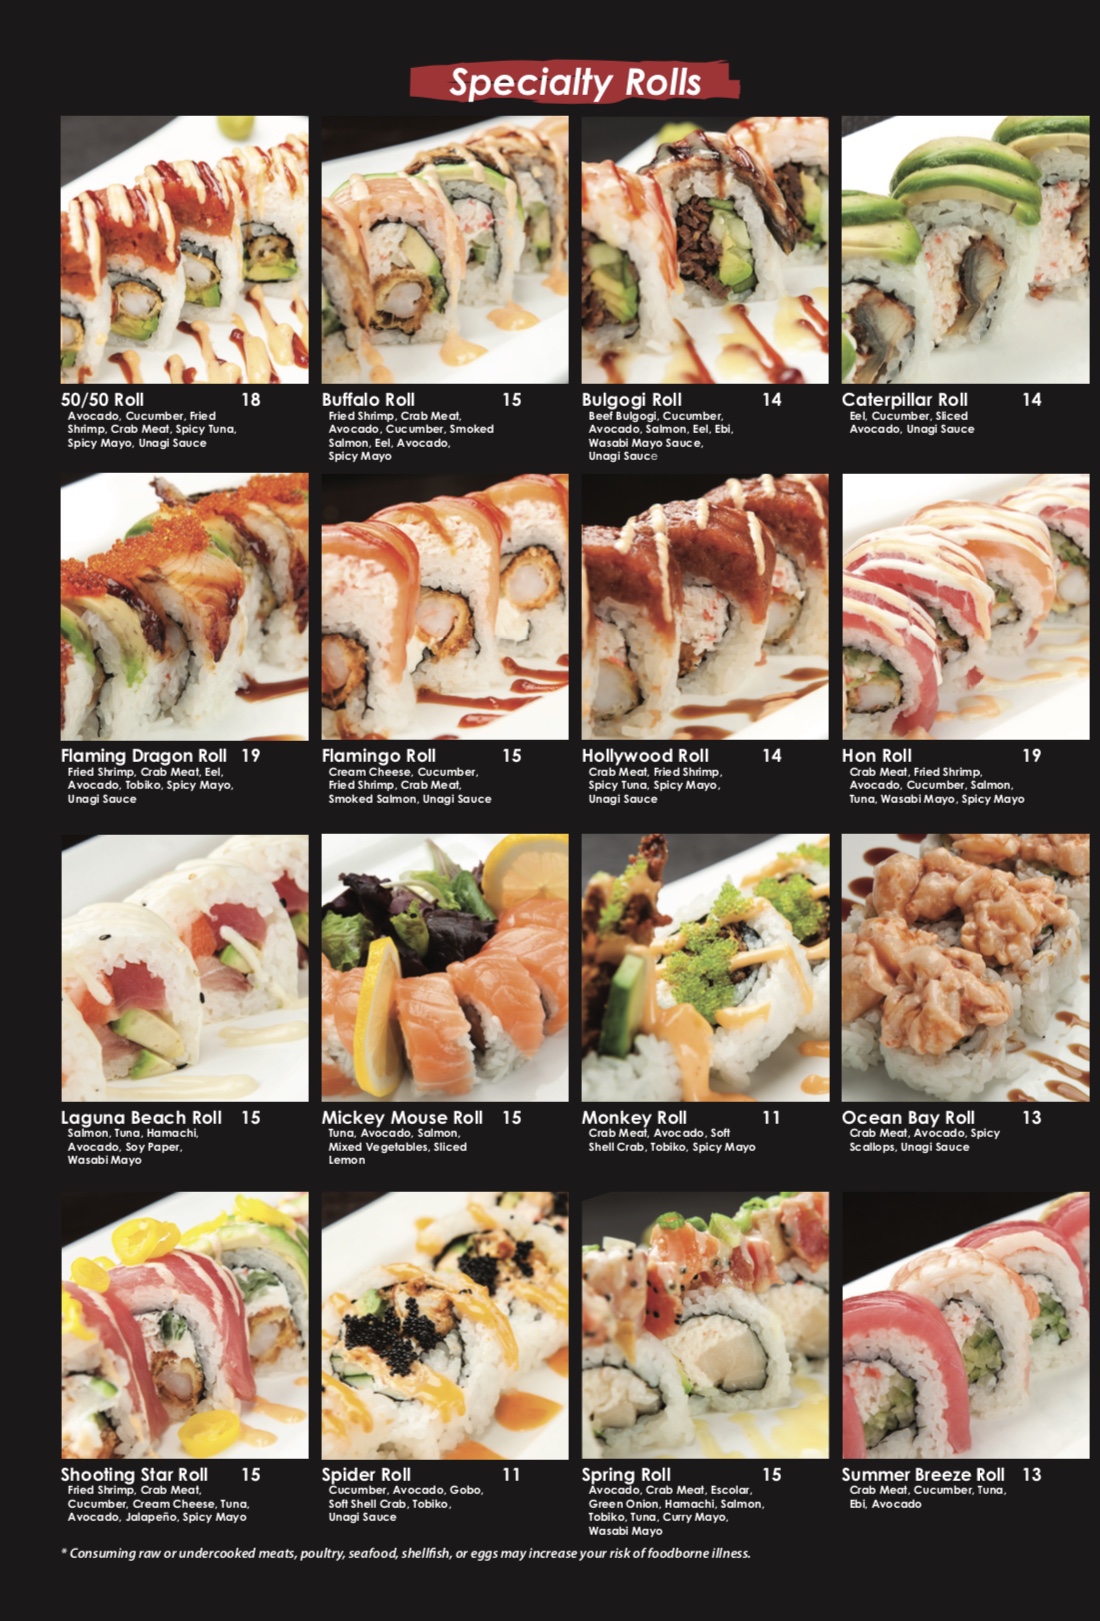 Specialty Rolls
50/50 Roll 18
Avocado, Cucumber, Fried
Shrimp, Crab Meat, Spicy Tuna,
Spicy Mayo, Unagi Sauce
Buffalo Roll 15
Fried Shrimp, Crab Meat,
Avocado, Cucumber, Smoked
Salmon, Eel, Avocado,
Spicy Mayo
Bulgogi Roll 14
Beef Bulgogi, Cucumber,
Avocado, Salmon, Eel, Ebi,
Wasabi Mayo Sauce,
Unagi Sauce
Caterpillar Roll 14
Eel, Cucumber, Sliced
Avocado, Unagi Sauce
Flaming Dragon Roll 19
Fried Shrimp, Crab Meat, Eel,
Avocado, Tobiko, Spicy Mayo,
Unagi Sauce
Flamingo Roll 15
Cream Cheese, Cucumber,
Fried Shrimp, Crab Meat,
Smoked Salmon, Unagi Sauce
Hollywood Roll 14
Crab Meat, Fried Shrimp,
Spicy Tuna, Spicy Mayo,
Unagi Sauce
Hon Roll 19
Crab Meat, Fried Shrimp,
Avocado, Cucumber, Salmon,
Tuna, Wasabi Mayo, Spicy Mayo
Laguna Beach Roll 15
Salmon, Tuna, Hamachi,
Avocado, Soy Paper,
Wasabi Mayo
Mickey Mouse Roll 15
Tuna, Avocado, Salmon,
Mixed Vegetables, Sliced
Lemon
Monkey Roll 11
Crab Meat, Avocado, Soft
Shell Crab, Tobiko, Spicy Mayo
Ocean Bay Roll 13
Crab Meat, Avocado, Spicy
Scallops, Unagi Sauce
Shooting Star Roll 15
Fried Shrimp, Crab Meat,
Cucumber, Cream Cheese, Tuna,
Avocado, Jalapeño, Spicy Mayo
Spider Roll 11
Cucumber, Avocado, Gobo,
Soft Shell Crab, Tobiko,
Unagi Sauce
Spring Roll 15
Avocado, Crab Meat, Escolar,
Green Onion, Hamachi, Salmon,
Tobiko, Tuna, Curry Mayo,
Wasabi Mayo
Summer Breeze Roll 13
Crab Meat, Cucumber, Tuna,
Ebi, Avocado
* Consuming raw or undercooked meats, poultry, seafood, shellfish, or eggs may increase your risk of foodborne illness.